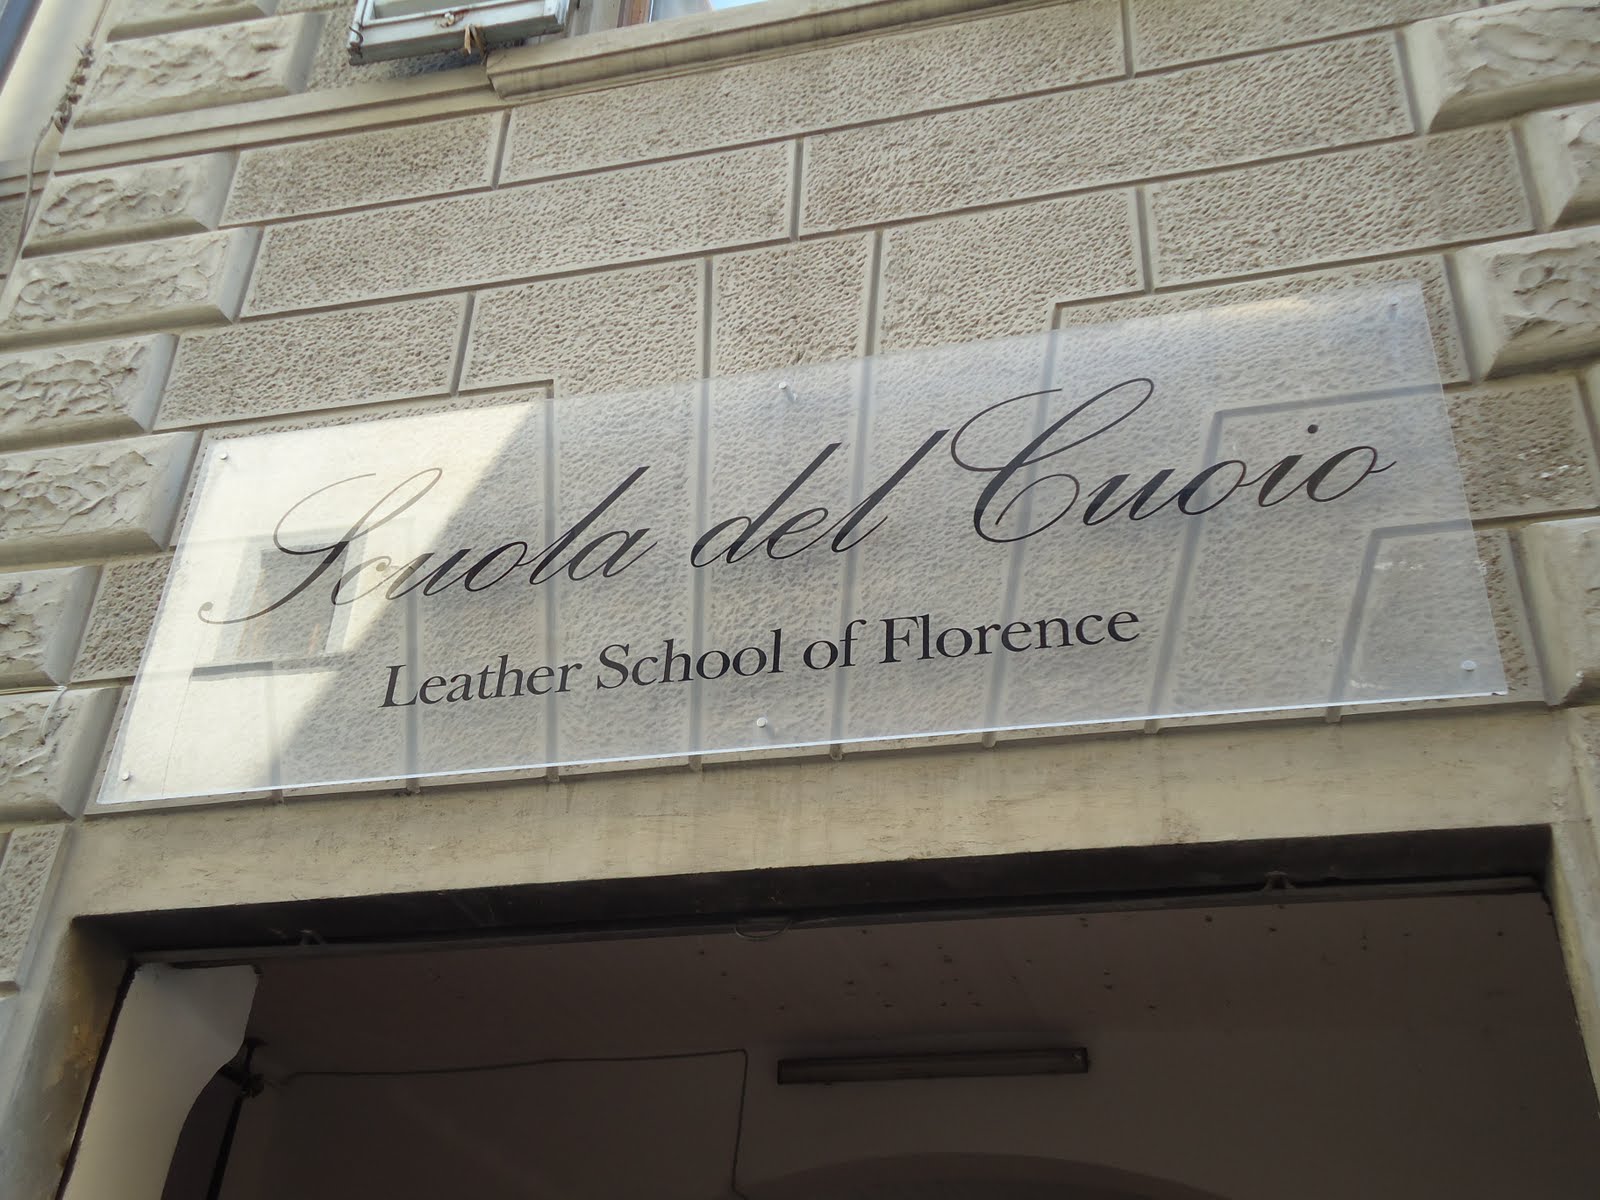 Scuola del Cuoio
Leather School of Florence